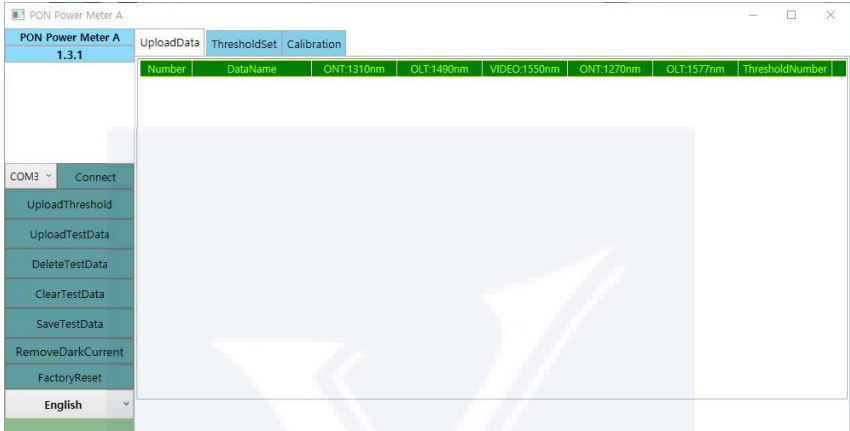 PON Power Meter A
PON Power Meter A
1.3.1
UploadData ThresholdSet Calibration
Number DataName ONT:1310nm OLT:1490nm VIDEO:1550nm ONT:1270nm OLT:1577nm ThresholdNumber
COM3 Connect
UploadThreshold
UploadTestData
DeleteTestData
ClearTestData
SaveTestData
RemoveDarkCurrent
FactoryReset
English